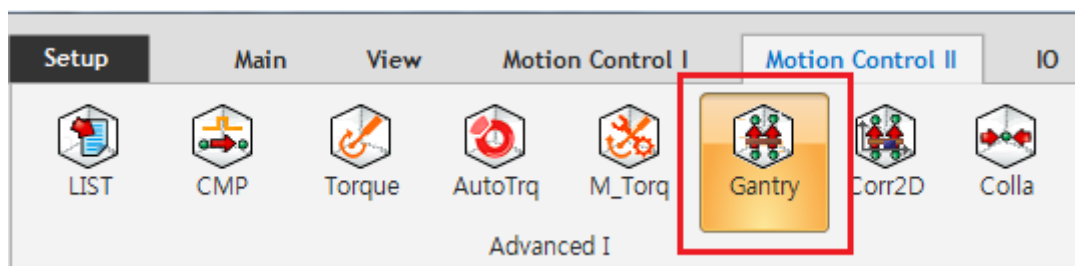 Setup Main View Motion Control I Motion Control II IO
LIST CMP Torque AutoTrq M_Torq Gantry Corr2D Colla
Advanced I